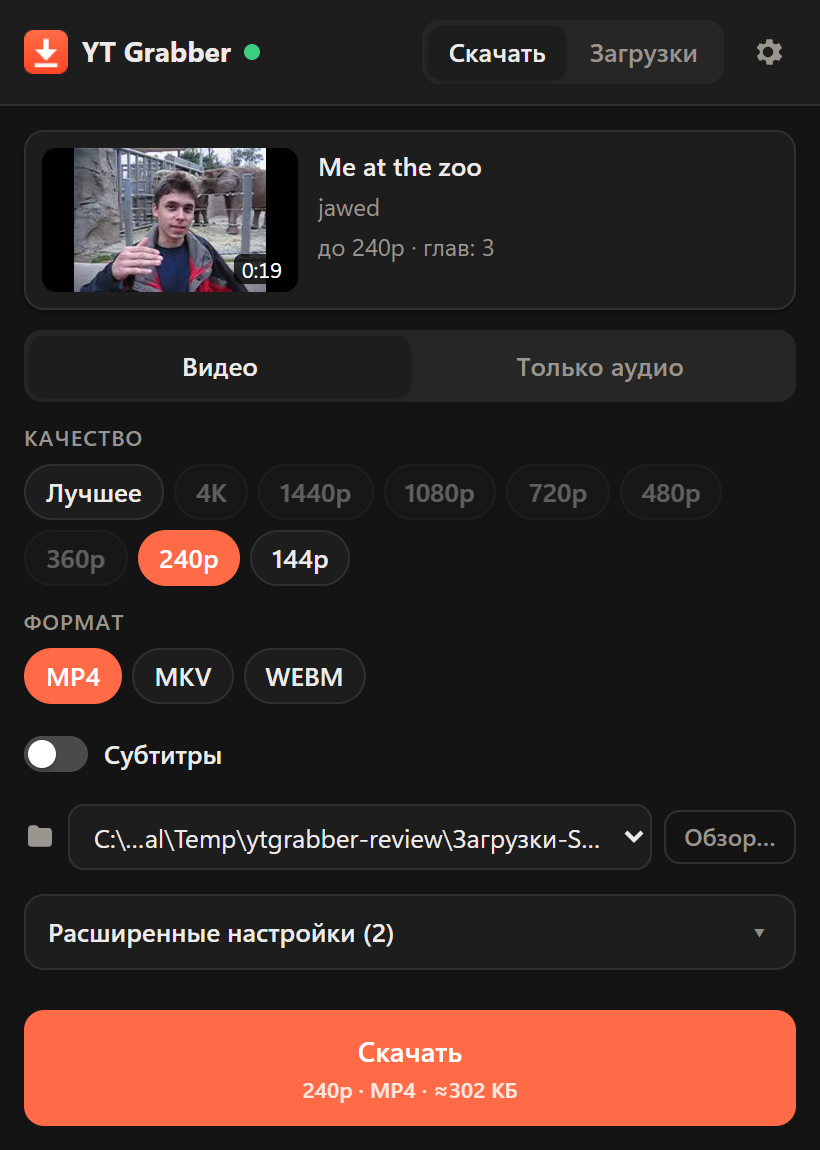 YT Grabber
Скачать
Загрузки
0:19
Me at the zoo
jawed
до 240p · глав: 3
Видео
Только аудио
КАЧЕСТВО
Лучшее 4K 1440p 1080p 720p 480p
360p 240p 144p
ФОРМАТ
MP4 MKV WEBM
Субтитры
C:\...al\Temp\ytgrabber-review\Загрузки-S...
Обзор...
Расширенные настройки (2)
Скачать
240p · MP4 · ≈302 КБ